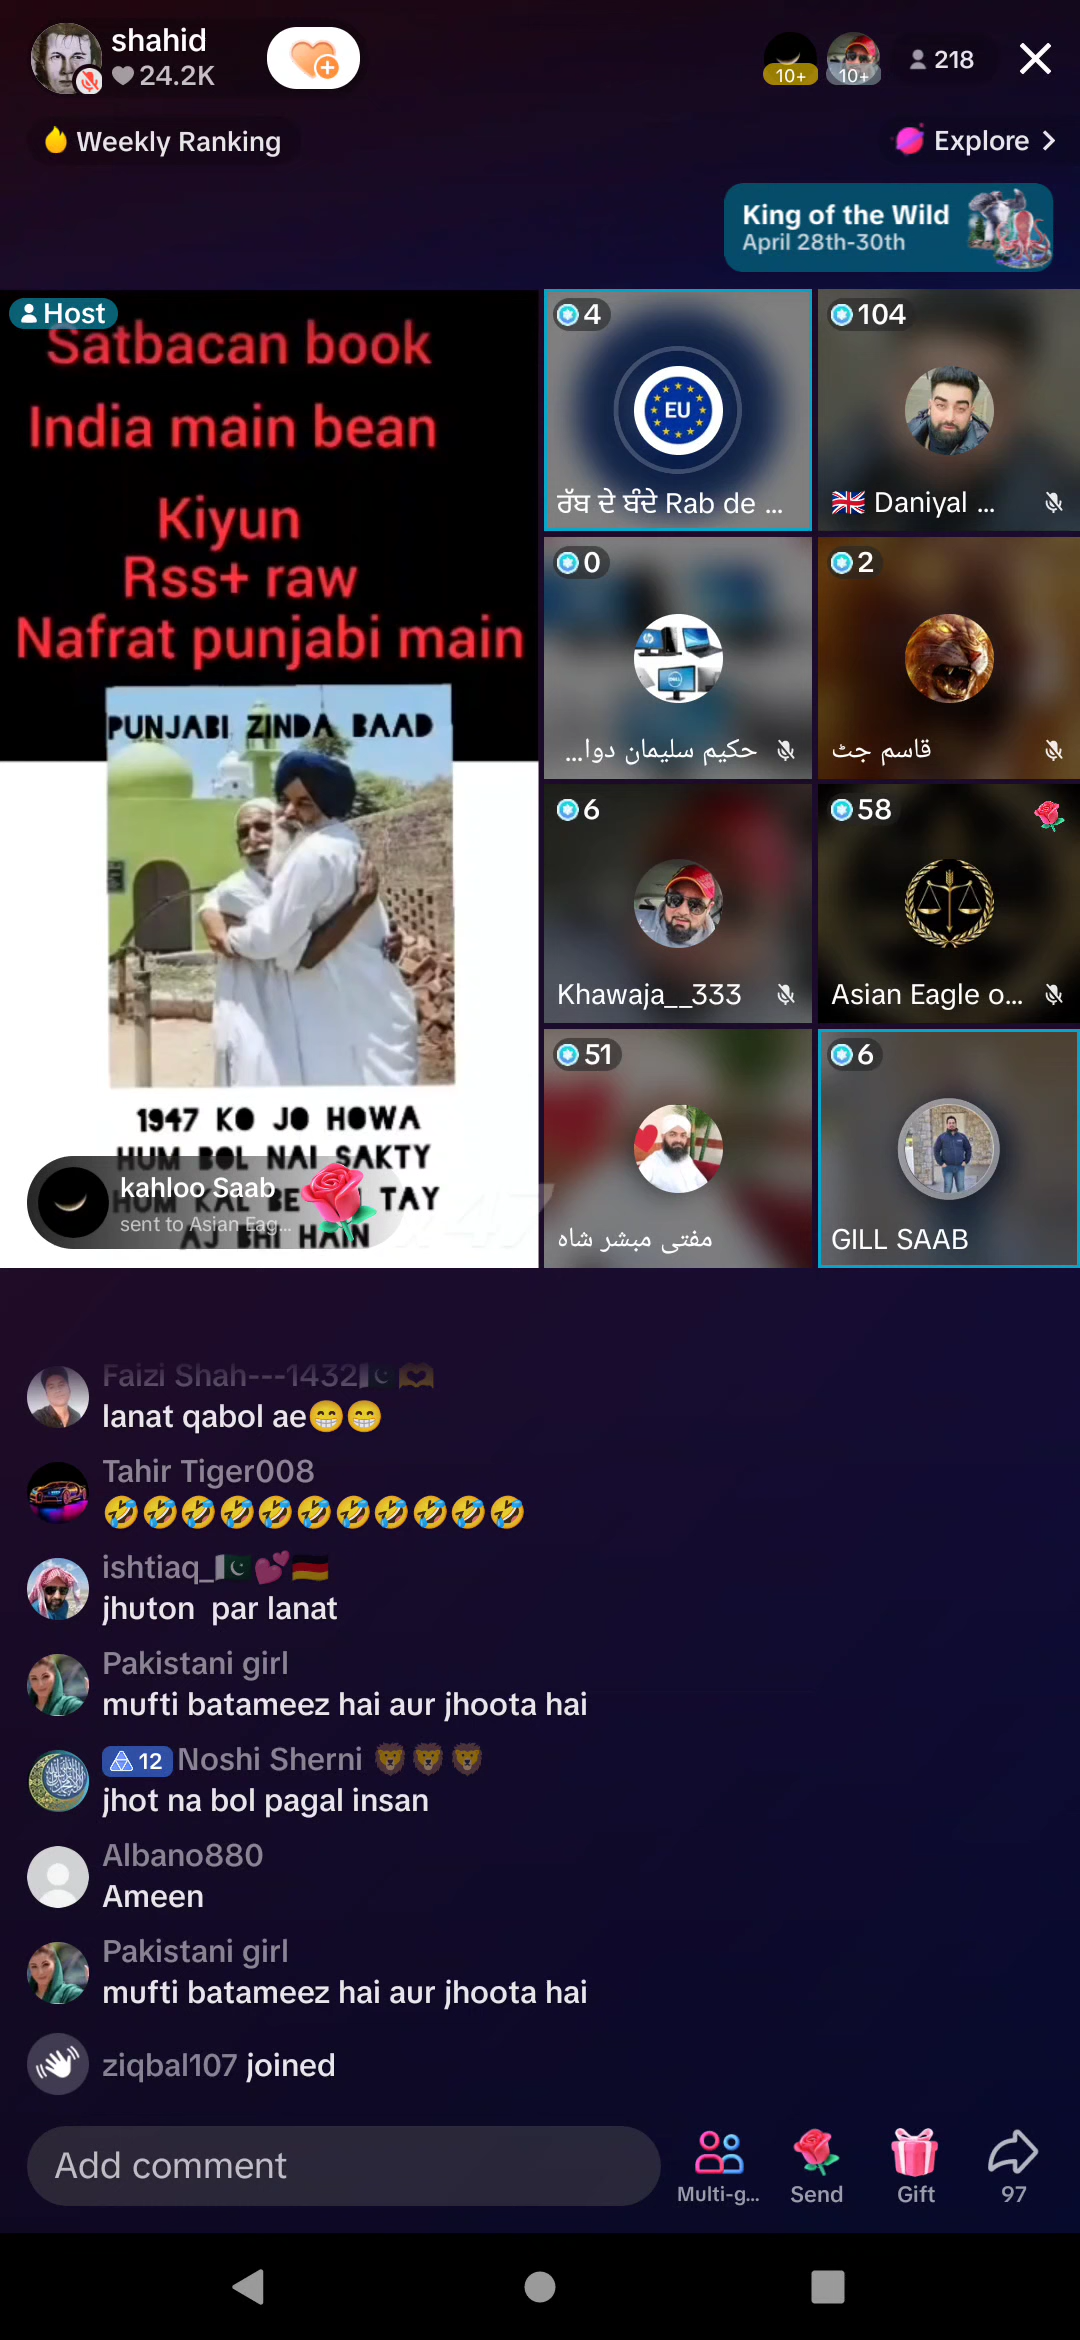 shahid
24.2K
10+
10+
218
Weekly Ranking
Explore
King of the Wild
April 28th-30th
Host
Satbacan book
India main bean
Kiyun
Rss+ raw
Nafrat punjabi main
PUNJABI ZINDA BAAD
1947 KO JO HOWA
HUM BOL NAI SAKTY
HUM KAL BE TAY
AJ BHI HAIN
kahloo Saab
sent to Asian Eag...
4
EU
ਰੱਬ ਦੇ ਬੰਦੇ Rab de ...
104
🇬🇧 Daniyal ...
0
حکیم سلیمان دوا...
2
قاسم جٹ
6
Khawaja__333
58
Asian Eagle o...
51
مفتی مبشر شاہ
6
GILL SAAB
Faizi Shah---1432🇵🇰🫶
lanat qabol ae😁😁
Tahir Tiger008
🤣🤣🤣🤣🤣🤣🤣🤣🤣🤣🤣
ishtiaq_🇵🇰💕🇩🇪
jhuton par lanat
Pakistani girl
mufti batameez hai aur jhoota hai
12 Noshi Sherni 🦁🦁🦁
jhot na bol pagal insan
Albano880
Ameen
Pakistani girl
mufti batameez hai aur jhoota hai
ziqbal107 joined
Add comment
Multi-g...
Send
Gift
97